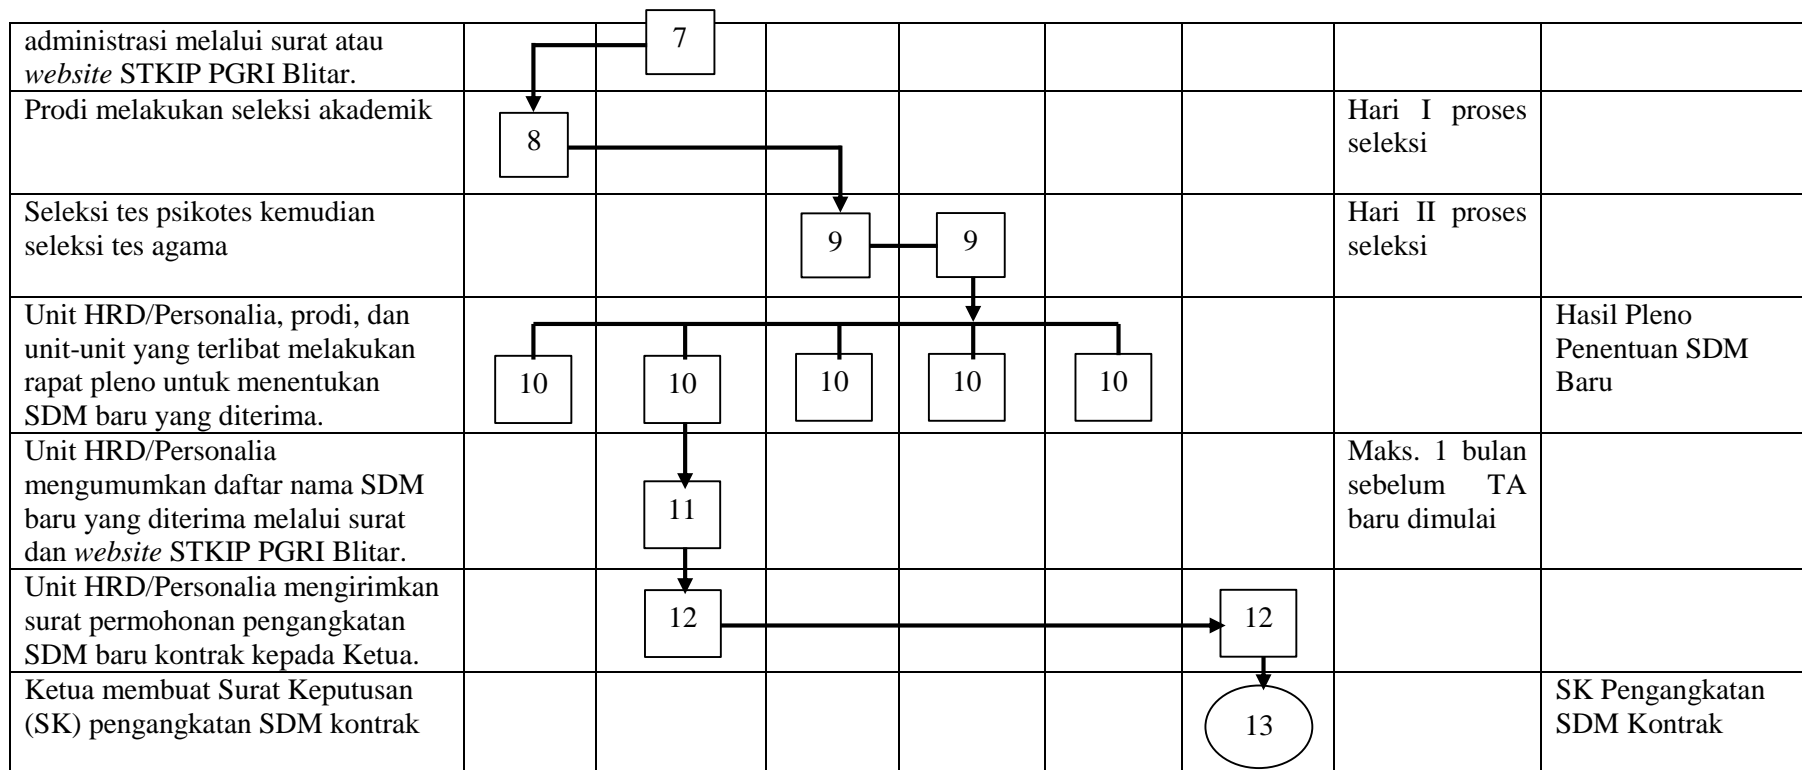 administrasi melalui surat atau
website STKIP PGRI Blitar.
7
Prodi melakukan seleksi akademik
8
Hari I proses
seleksi
Seleksi tes psikotes kemudian
seleksi tes agama
9
9
Hari II proses
seleksi
Unit HRD/Personalia, prodi, dan
unit-unit yang terlibat melakukan
rapat pleno untuk menentukan
SDM baru yang diterima.
10
10
10
10
10
Hasil Pleno
Penentuan SDM
Baru
Unit HRD/Personalia
mengumumkan daftar nama SDM
baru yang diterima melalui surat
dan website STKIP PGRI Blitar.
11
Maks. 1 bulan
sebelum TA
baru dimulai
Unit HRD/Personalia mengirimkan
surat permohonan pengangkatan
SDM baru kontrak kepada Ketua.
12
12
Ketua membuat Surat Keputusan
(SK) pengangkatan SDM kontrak
13
SK Pengangkatan
SDM Kontrak